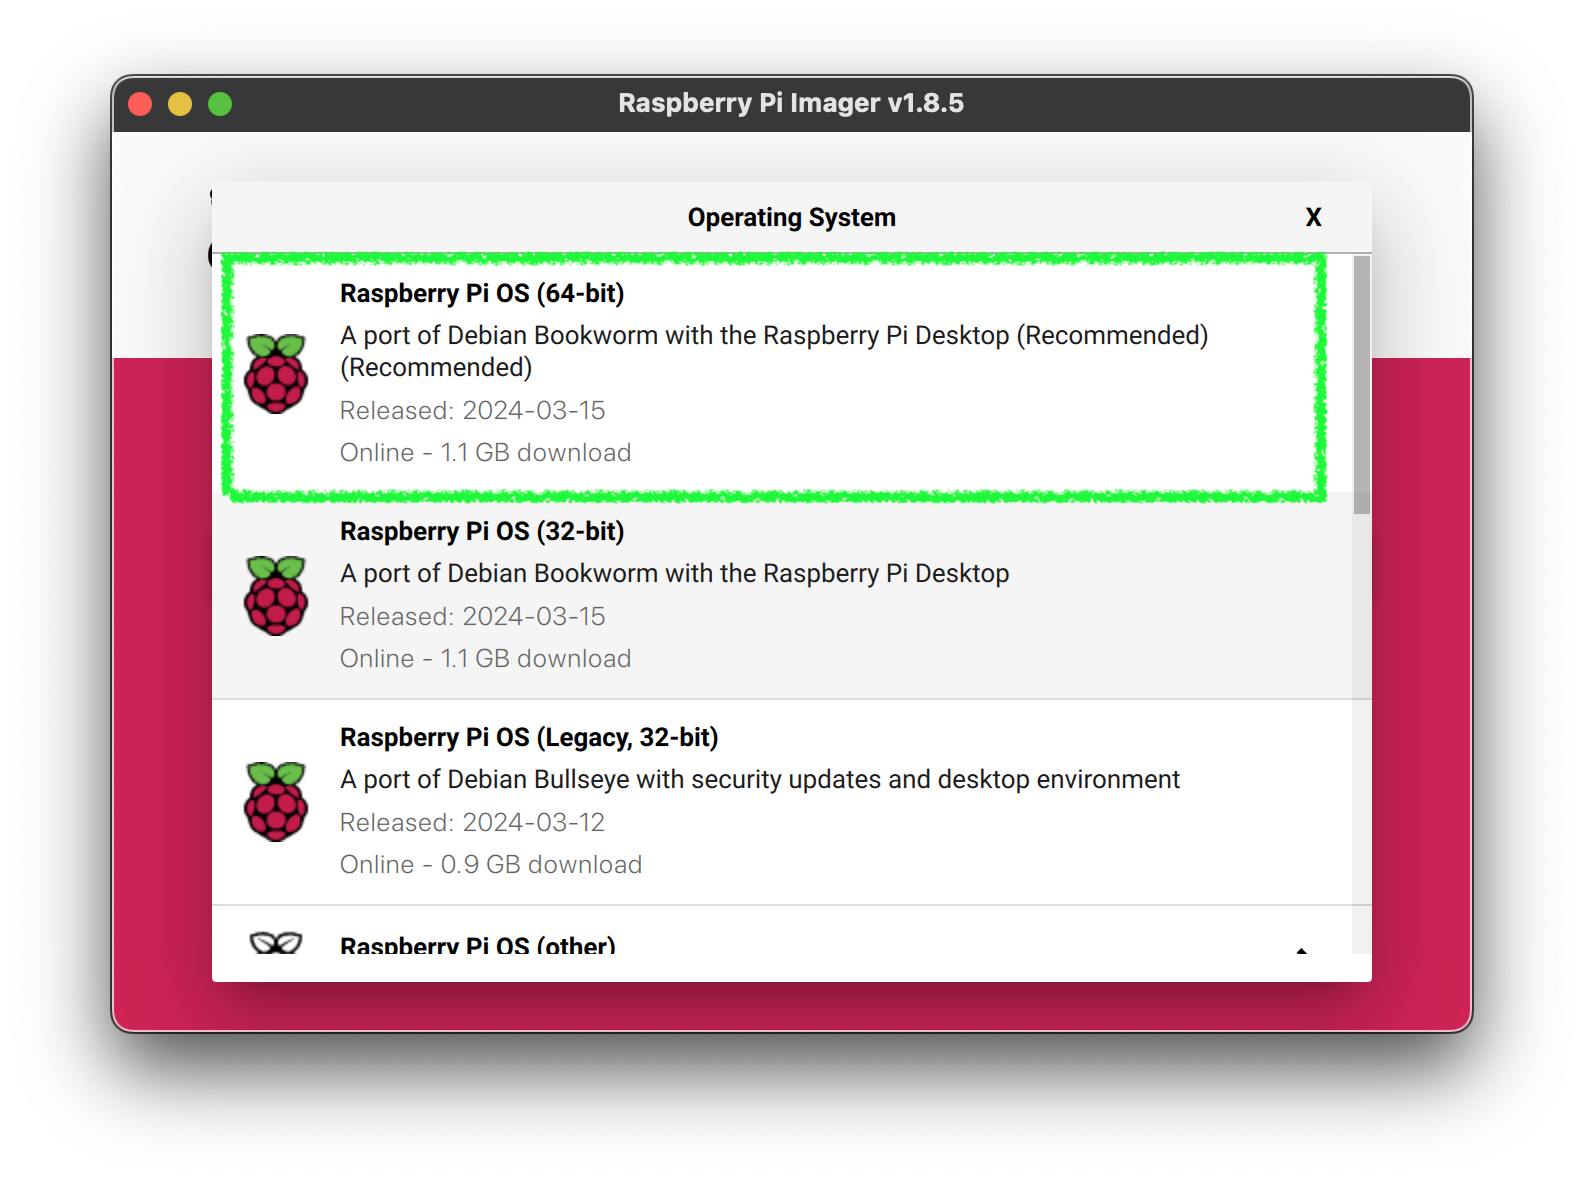 Raspberry Pi Imager v1.8.5
Operating System
X
Raspberry Pi OS (64-bit)
A port of Debian Bookworm with the Raspberry Pi Desktop (Recommended)
(Recommended)
Released: 2024-03-15
Online - 1.1 GB download
Raspberry Pi OS (32-bit)
A port of Debian Bookworm with the Raspberry Pi Desktop
Released: 2024-03-15
Online - 1.1 GB download
Raspberry Pi OS (Legacy, 32-bit)
A port of Debian Bullseye with security updates and desktop environment
Released: 2024-03-12
Online - 0.9 GB download
Raspberry Pi OS (other)